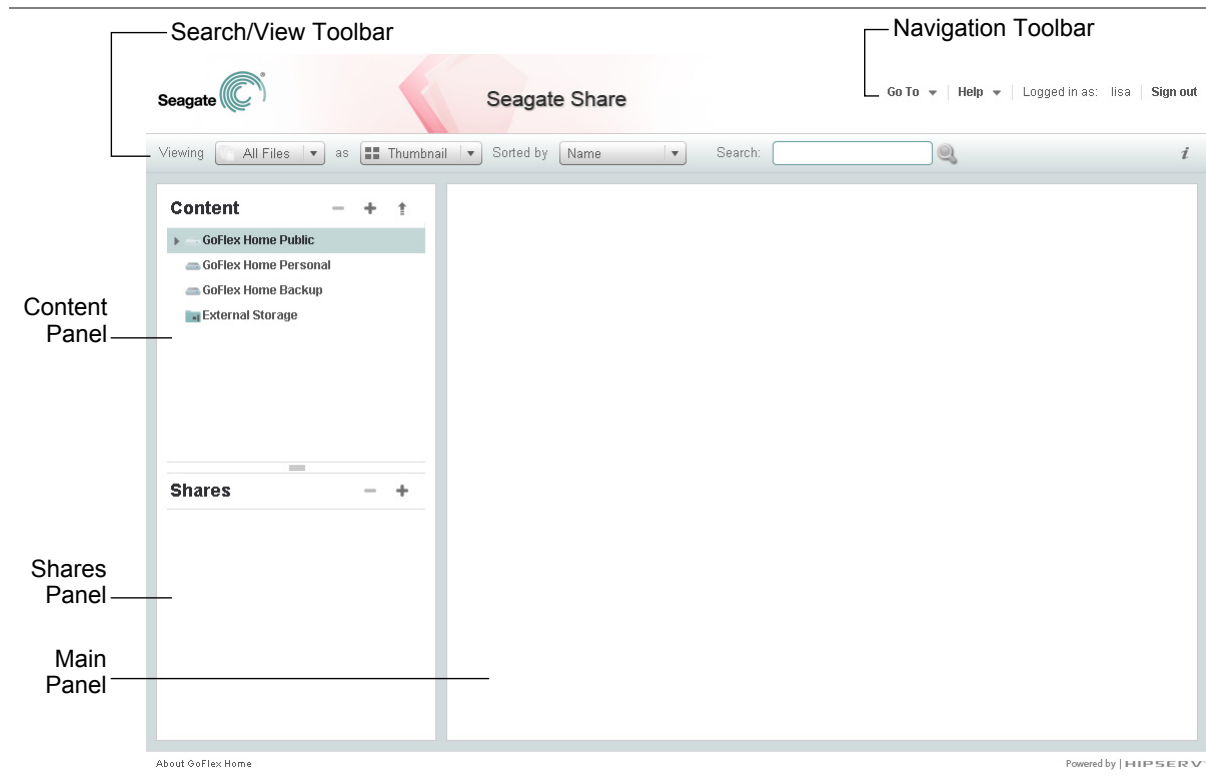 Search/View Toolbar
Navigation Toolbar
Seagate
Seagate Share
Go To Help Logged in as: lisa Sign out
Viewing All Files as Thumbnail Sorted by Name Search: i
Content
GoFlex Home Public
GoFlex Home Personal
GoFlex Home Backup
External Storage
Content
Panel
Shares
Shares
Panel
Main
Panel
About GoFlex Home
Powered by | HIPSERV